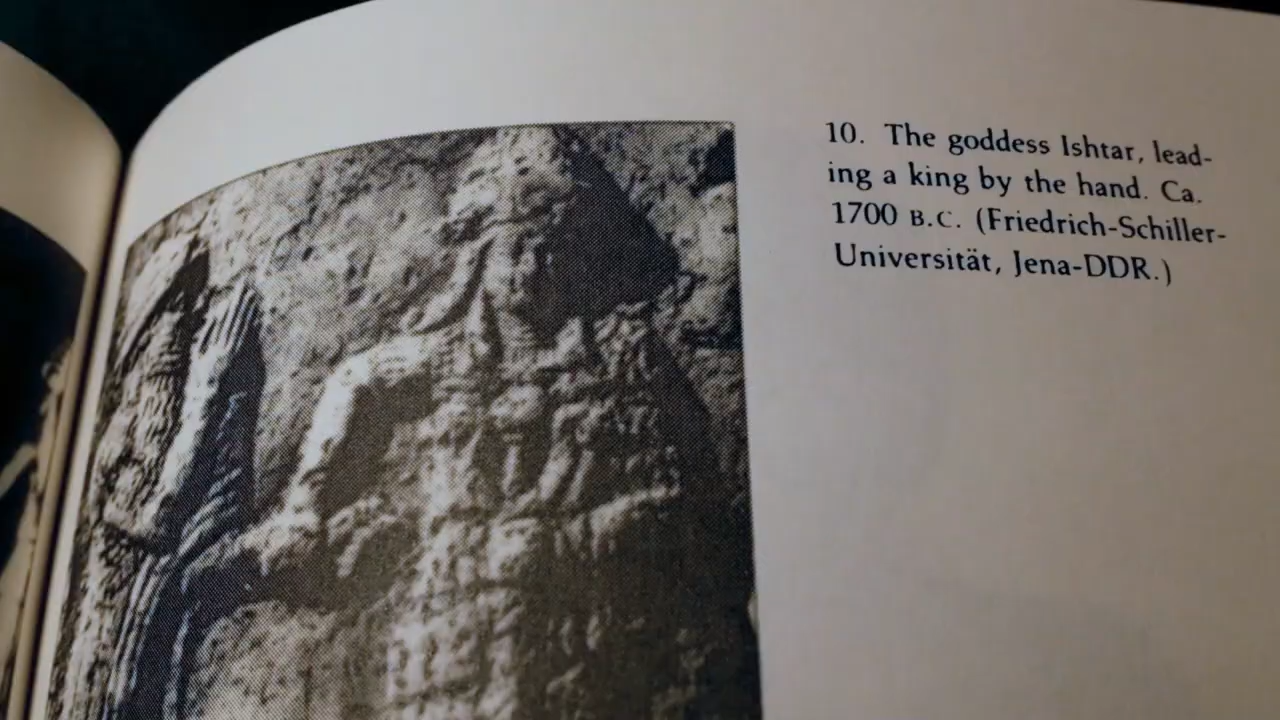 10. The goddess Ishtar, lead-
ing a king by the hand. Ca.
1700 B.C. (Friedrich-Schiller-
Universität, Jena-DDR.)